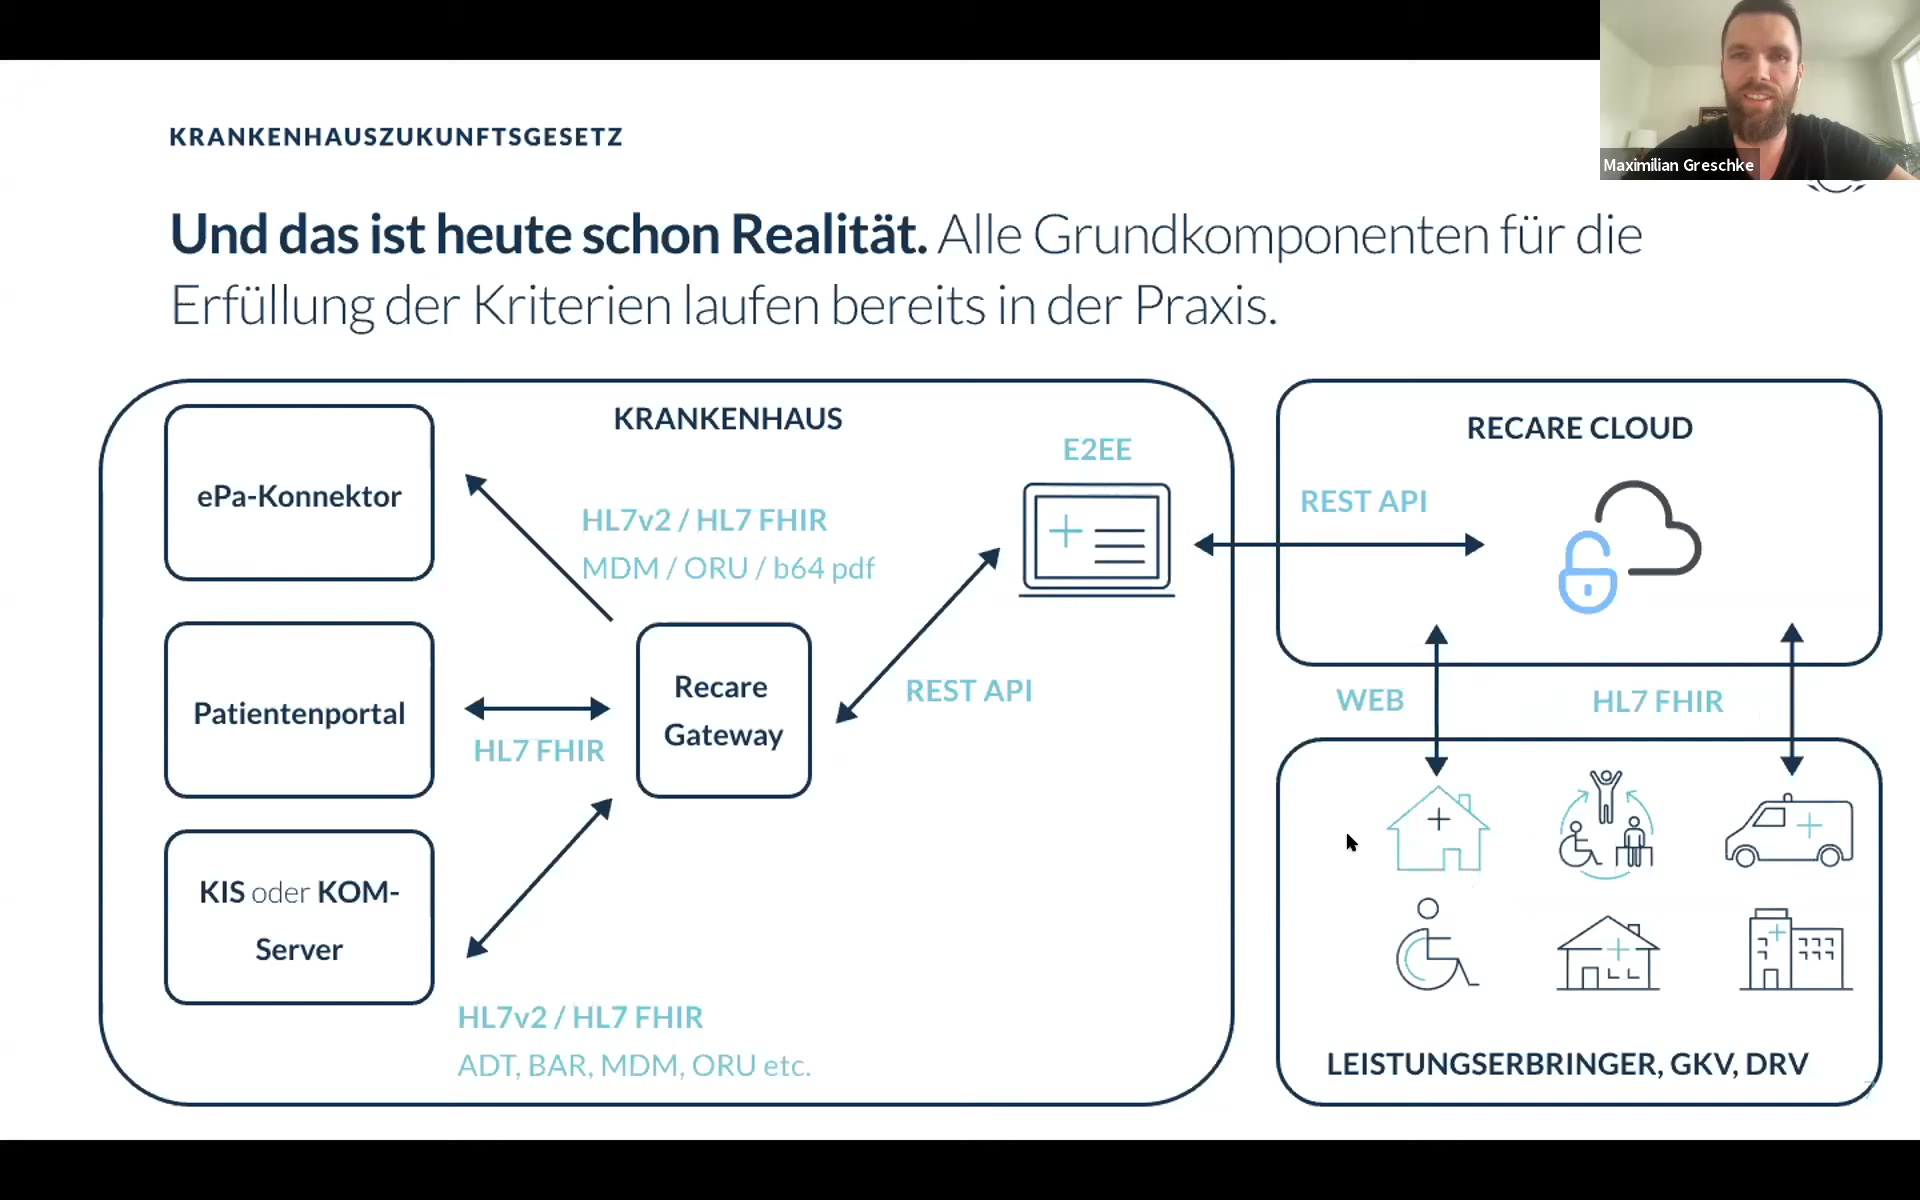 Maximilian Greschke
KRANKENHAUSZUKUNFTSGESETZ
Und das ist heute schon Realität. Alle Grundkomponenten für die
Erfüllung der Kriterien laufen bereits in der Praxis.
KRANKENHAUS
ePa-Konnektor
HL7v2 / HL7 FHIR
MDM / ORU / b64 pdf
E2EE
Patientenportal
HL7 FHIR
Recare
Gateway
REST API
KIS oder KOM-
Server
HL7v2 / HL7 FHIR
ADT, BAR, MDM, ORU etc.
RECARE CLOUD
REST API
WEB
HL7 FHIR
LEISTUNGSERBRINGER, GKV, DRV